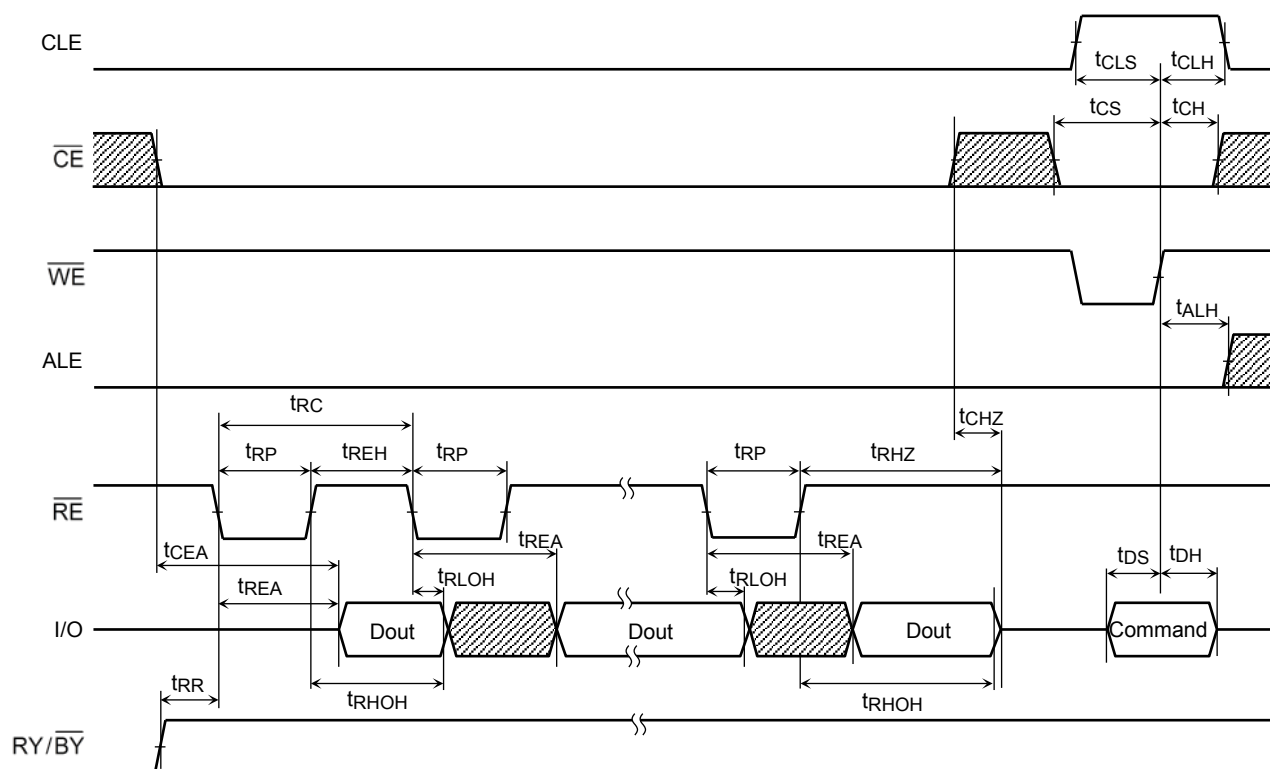 CLE
tCLS tCLH
tCS tCH
CE
WE
tALH
ALE
tRC
tCHZ
tRP tREH tRP tRP tRHZ
RE
tCEA tREA tREA
tDS tDH
tREA tRLOH tRLOH
I/O Dout Dout Dout Command
tRR tRHOH tRHOH
RY/BY